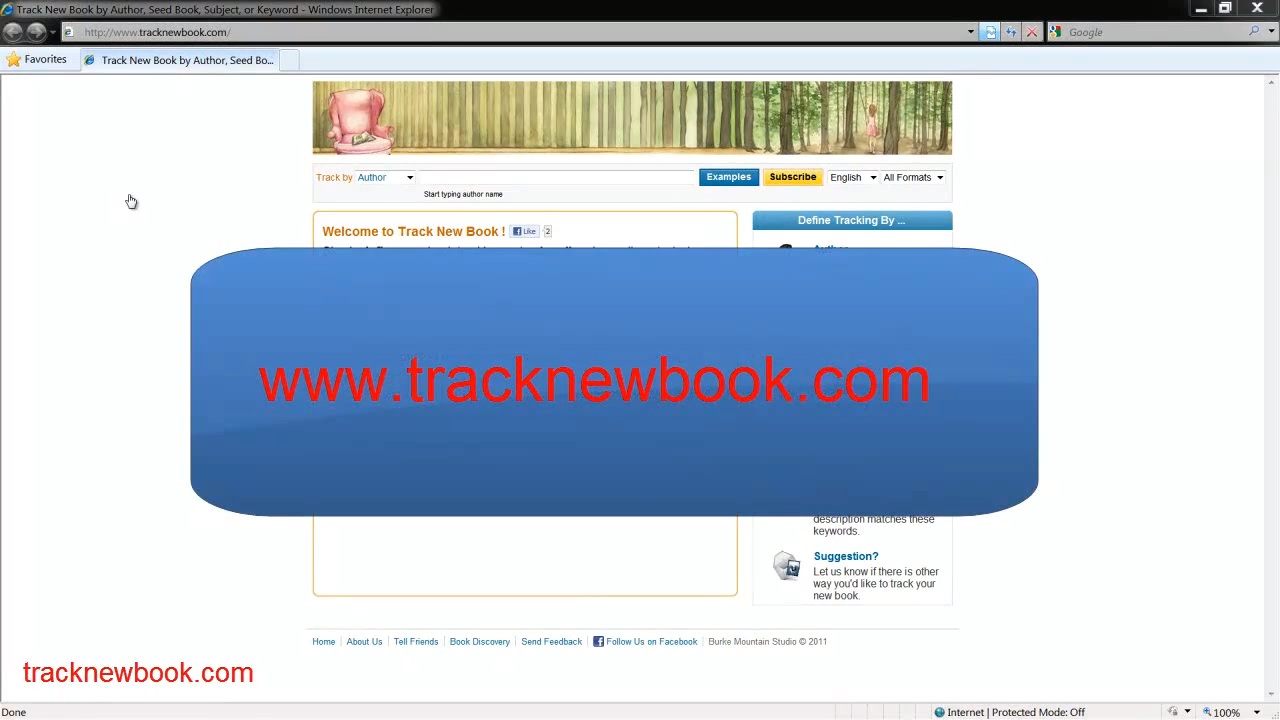 Track New Book by Author, Seed Book, Subject, or Keyword - Windows Internet Explorer
http://www.tracknewbook.com/
Google
Favorites
Track New Book by Author, Seed Bo...
Track by Author
Examples
Subscribe
English
All Formats
Start typing author name
Welcome to Track New Book !
Like
2
Define Tracking By ...
Author
www.tracknewbook.com
description matches these
keywords.
Suggestion?
Let us know if there is other
way you'd like to track your
new book.
Home
About Us
Tell Friends
Book Discovery
Send Feedback
Follow Us on Facebook
Burke Mountain Studio © 2011
tracknewbook.com
Done
Internet | Protected Mode: Off
100%